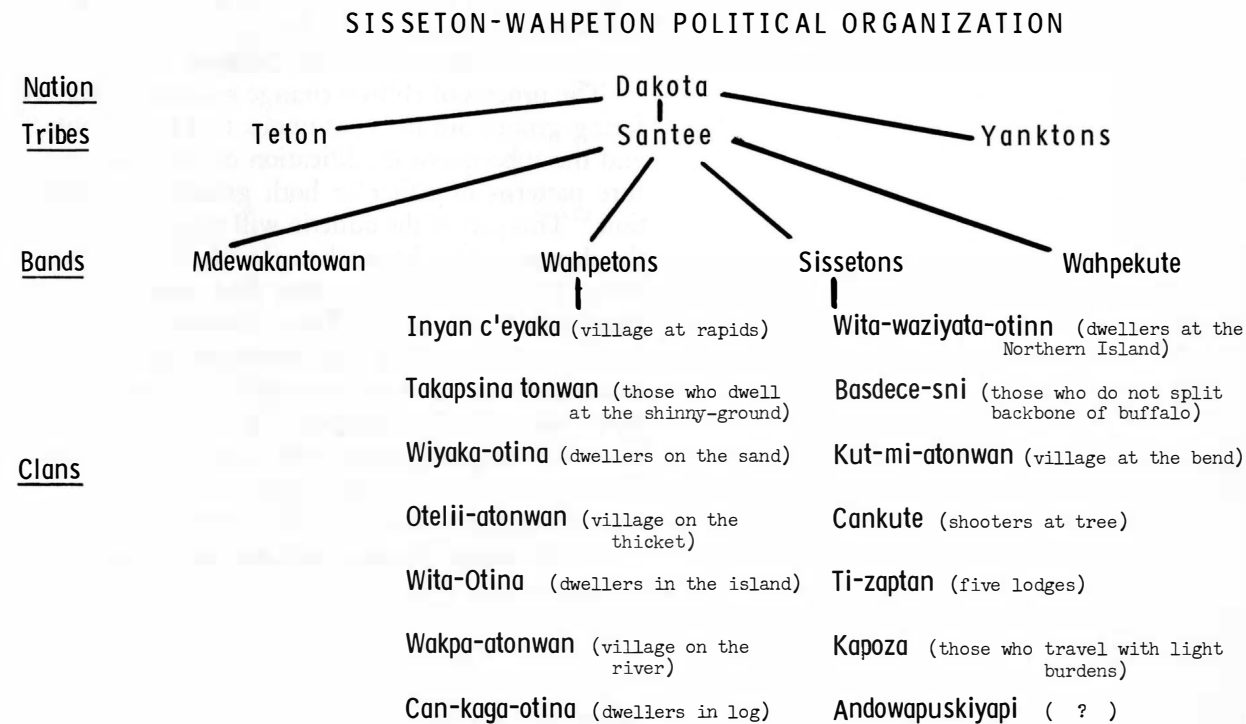 SISSETON-WAHPETON POLITICAL ORGANIZATION
Nation
Dakota
Tribes
Teton
Santee
Yanktons
Bands
Mdewakantowan
Wahpetons
Sissetons
Wahpekute
Clans
Inyan c'eyaka (village at rapids)
Takapsina tonwan (those who dwell
at the shinny-ground)
Wiyaka-otina (dwellers on the sand)
Otelii-atonwan (village on the
thicket)
Wita-Otina (dwellers in the island)
Wakpa-atonwan (village on the
river)
Can-kaga-otina (dwellers in log)
Wita-waziyata-otinn (dwellers at the
Northern Island)
Basdece-sni (those who do not split
backbone of buffalo)
Kut-mi-atonwan (village at the bend)
Cankute (shooters at tree)
Ti-zaptan (five lodges)
Kapoza (those who travel with light
burdens)
Andowapuskiyapi ( ? )